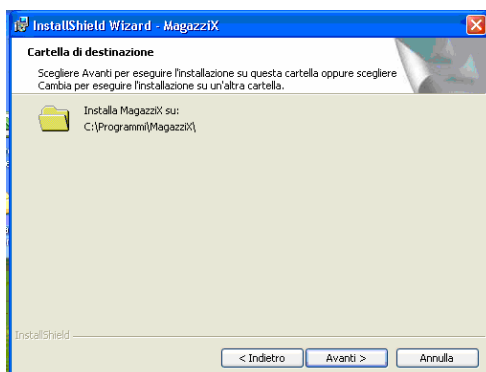 InstallShield Wizard - MagazziX
Cartella di destinazione
Scegliere Avanti per eseguire l'installazione su questa cartella oppure scegliere
Cambia per eseguire l'installazione su un'altra cartella.
Installa MagazziX su:
C:\Programmi\MagazziX\
InstallShield
< Indietro
Avanti >
Annulla